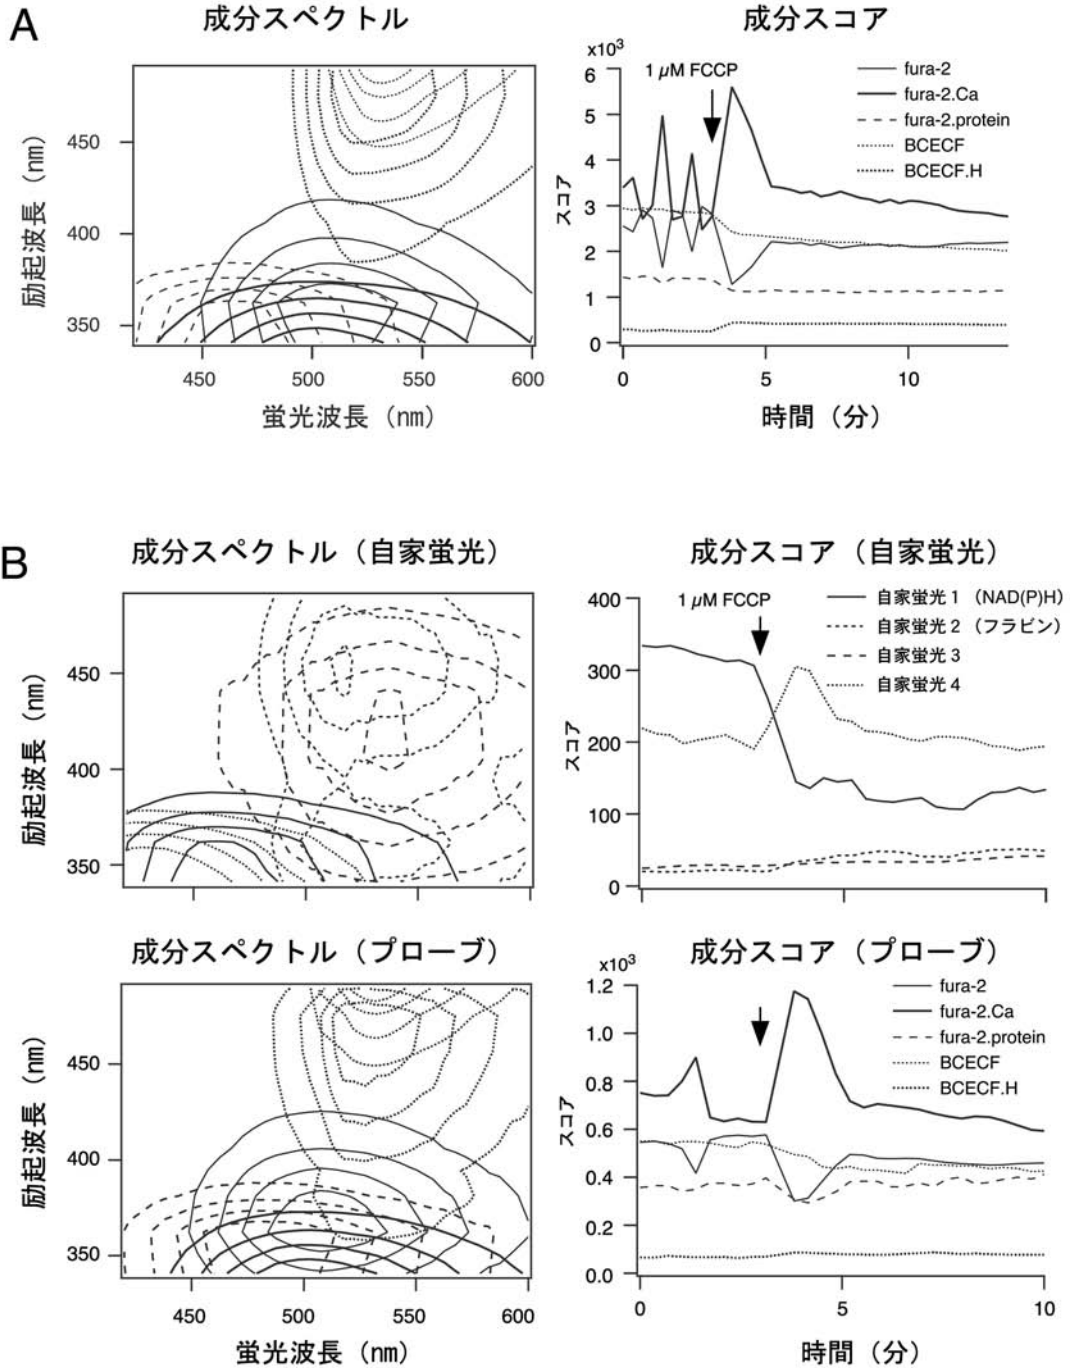 A
成分スペクトル
成分スコア
励起波長（nm）
450
400
350
450
500
550
600
蛍光波長（nm）
x10³
スコア
6
5
4
3
2
1
0
1 µM FCCP
fura-2
fura-2.Ca
fura-2.protein
BCECF
BCECF.H
0
5
10
時間（分）
B
成分スペクトル（自家蛍光）
成分スコア（自家蛍光）
励起波長（nm）
450
400
350
スコア
400
300
200
100
0
1 µM FCCP
自家蛍光 1 （NAD(P)H）
自家蛍光 2 （フラビン）
自家蛍光 3
自家蛍光 4
成分スペクトル（プローブ）
成分スコア（プローブ）
励起波長（nm）
450
400
350
450
500
550
600
蛍光波長（nm）
x10³
スコア
1.2
1.0
0.8
0.6
0.4
0.2
0.0
fura-2
fura-2.Ca
fura-2.protein
BCECF
BCECF.H
0
5
10
時間（分）